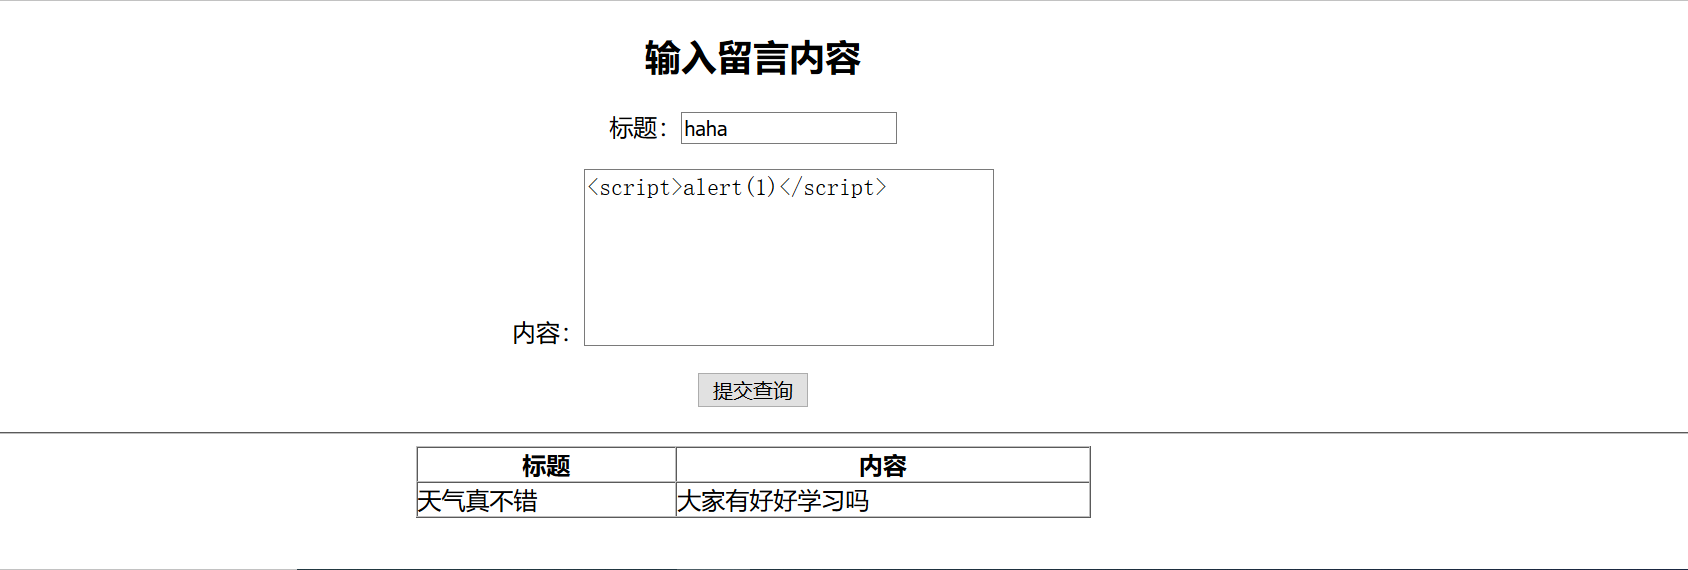 输入留言内容
标题：haha
<script>alert(1)</script>
内容：
提交查询
标题 内容
天气真不错 大家有好好学习吗